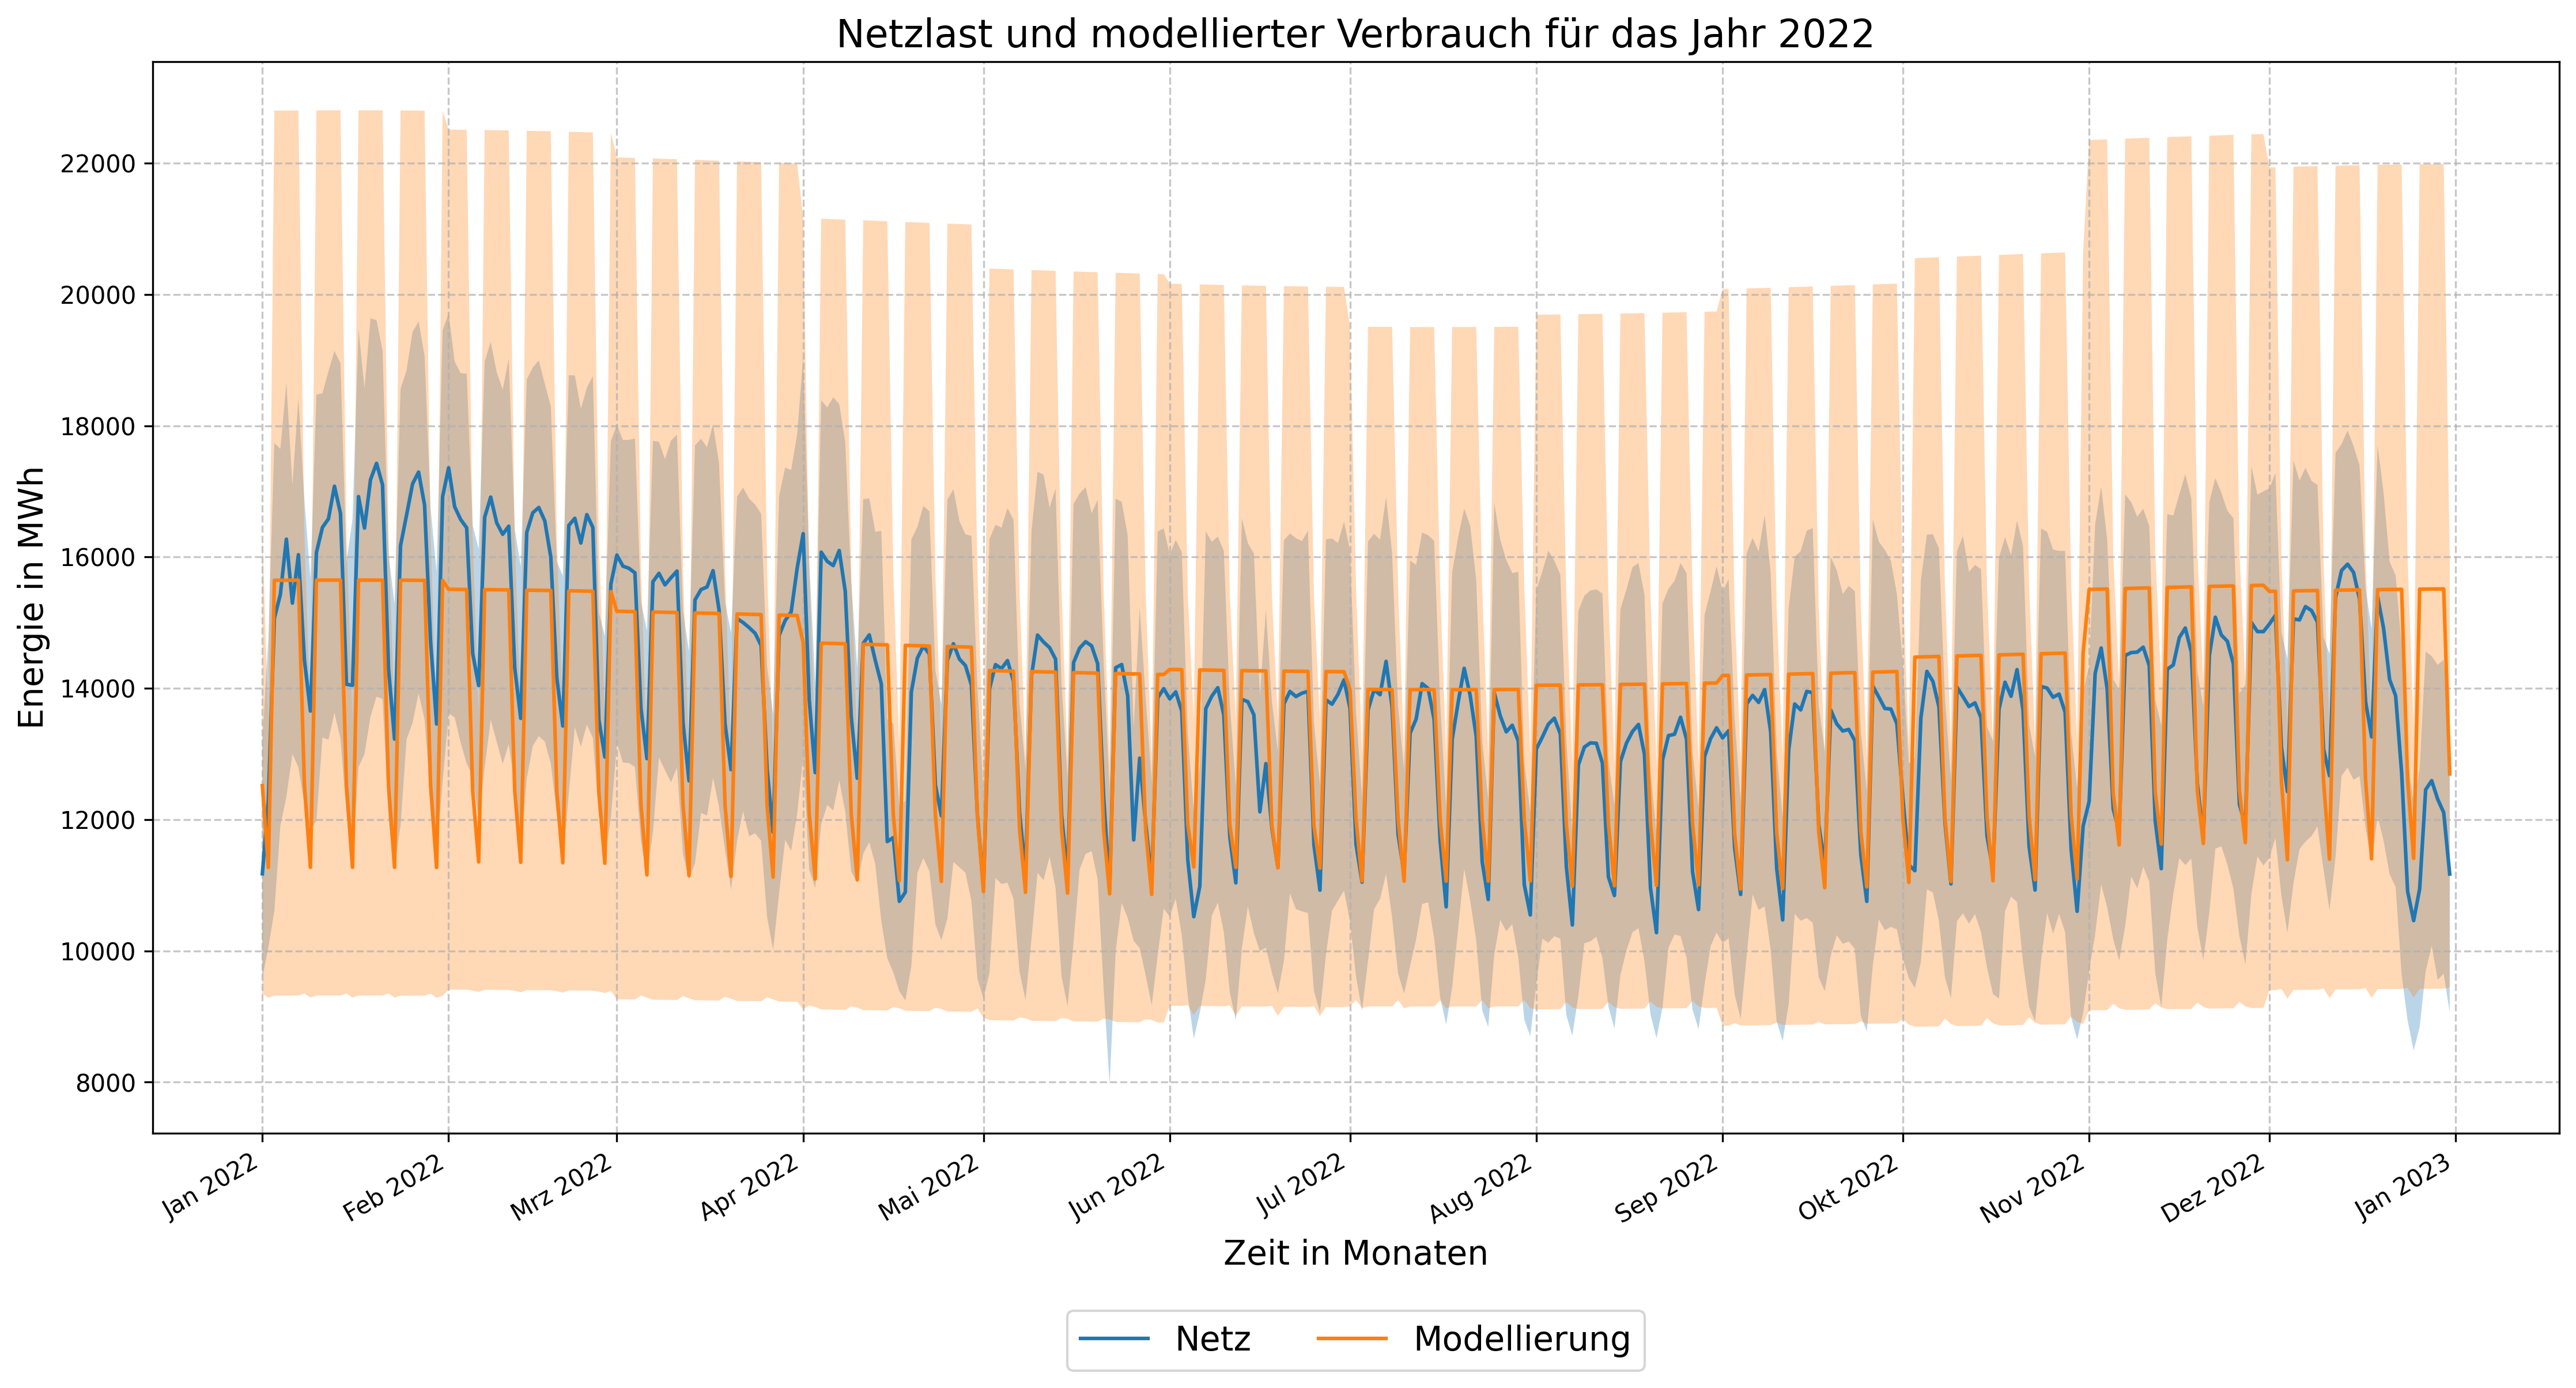 Netzlast und modellierter Verbrauch für das Jahr 2022
Energie in MWh
22000
20000
18000
16000
14000
12000
10000
8000
Jan 2022
Feb 2022
Mrz 2022
Apr 2022
Mai 2022
Jun 2022
Jul 2022
Aug 2022
Sep 2022
Okt 2022
Nov 2022
Dez 2022
Jan 2023
Zeit in Monaten
Netz
Modellierung